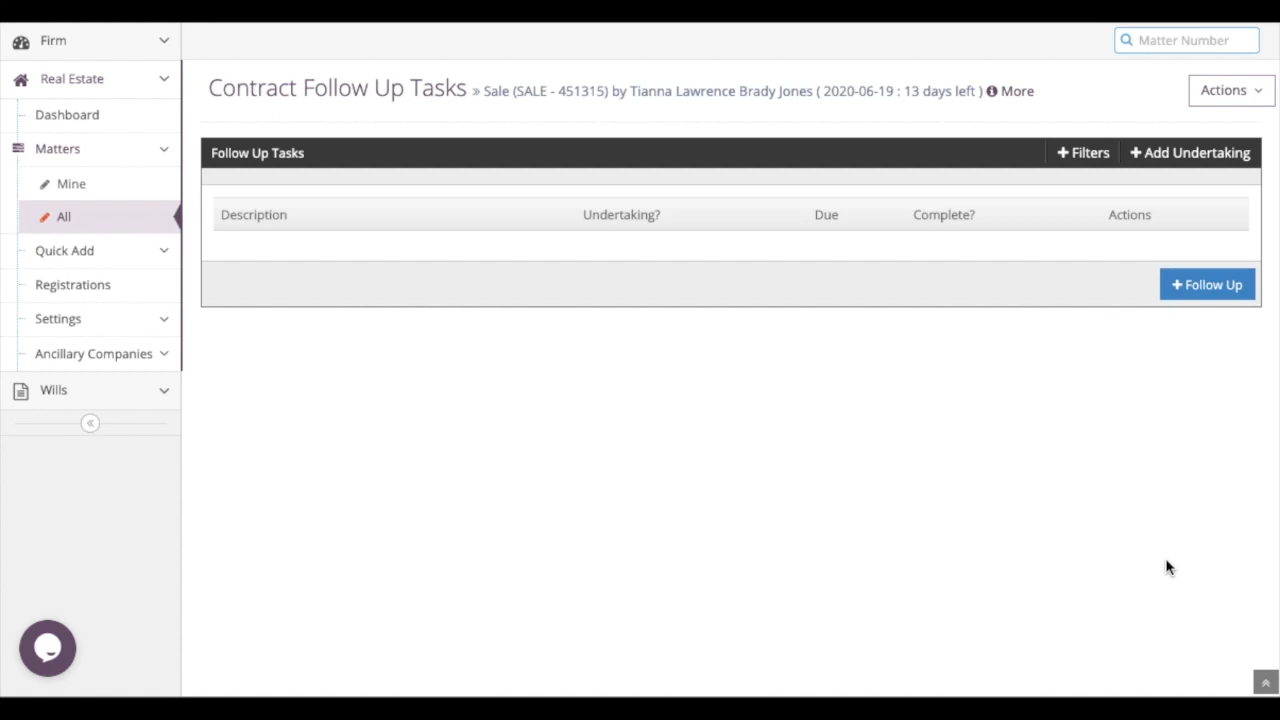 Firm
Matter Number
Real Estate
Contract Follow Up Tasks » Sale (SALE - 451315) by Tianna Lawrence Brady Jones ( 2020-06-19 : 13 days left ) More
Actions
Dashboard
Matters
Follow Up Tasks
+ Filters
+ Add Undertaking
Mine
All
Description
Undertaking?
Due
Complete?
Actions
Quick Add
Registrations
+ Follow Up
Settings
Ancillary Companies
Wills